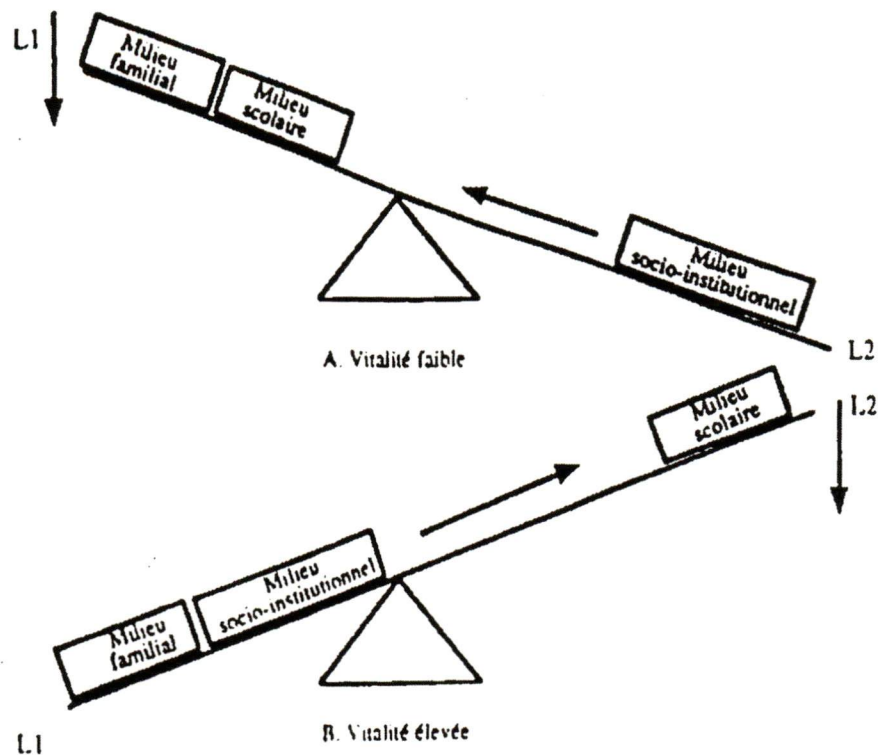 L1
Milieu
familial
Milieu
scolaire
Milieu
socio-institutionnel
L2
A. Vitalité faible
Milieu
scolaire
L2
Milieu
familial
Milieu
socio-institutionnel
L1
B. Vitalité élevée